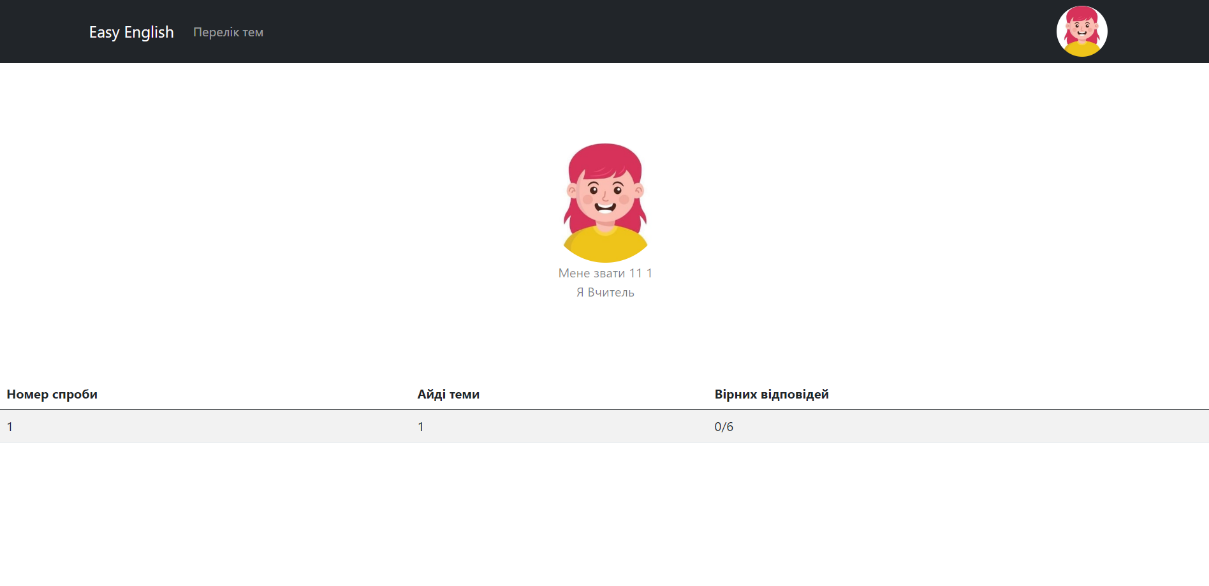 Easy English Перелік тем
Мене звати 11 1
Я Вчитель
Номер спроби Айді теми Вірних відповідей
1 1 0/6